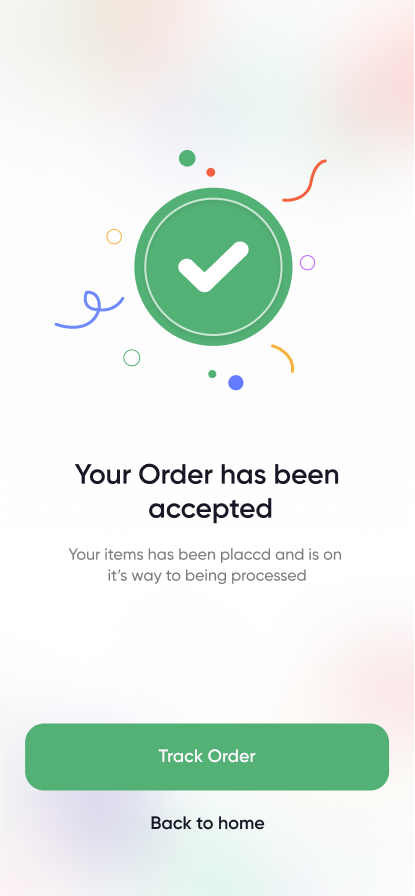 Your Order has been
accepted
Your items has been placcd and is on
it’s way to being processed
Track Order
Back to home